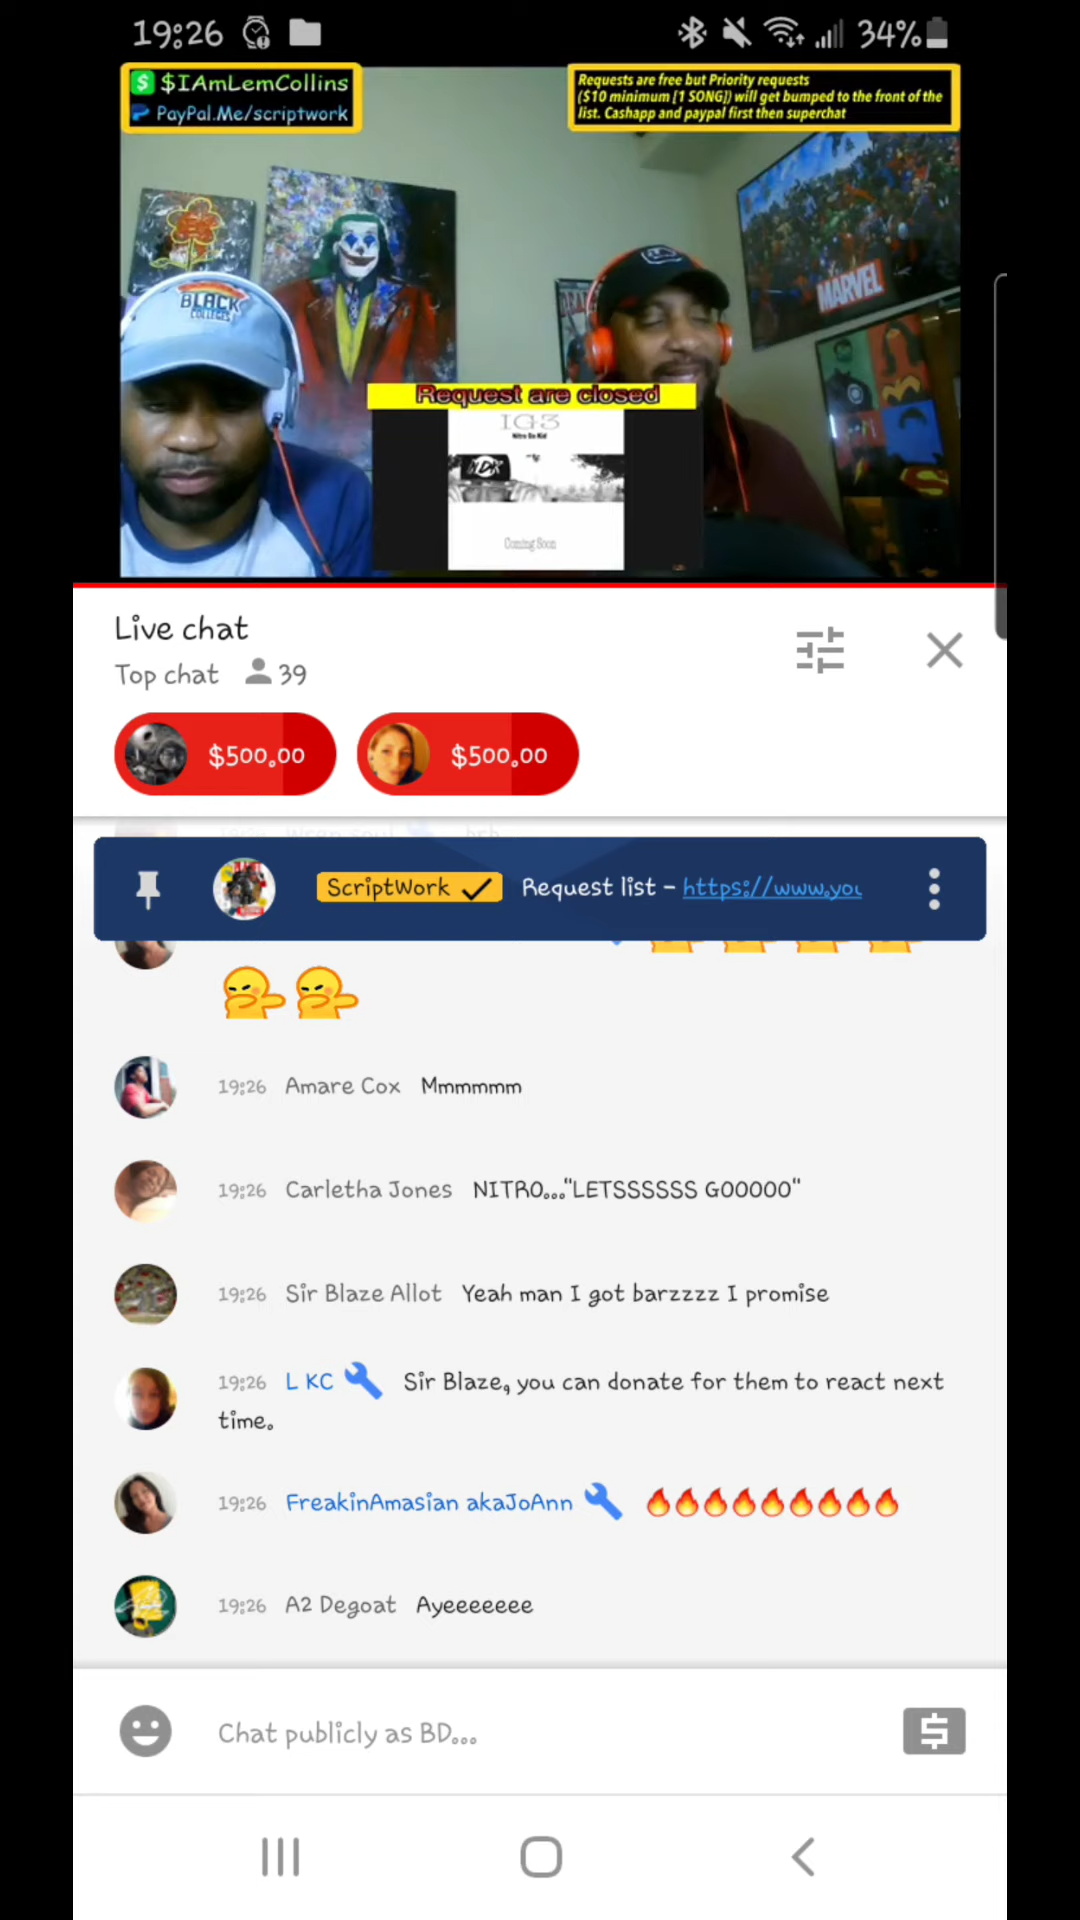 19:26
34%
$IAmLemCollins
PayPal.Me/scriptwork
Requests are free but Priority requests
($10 minimum [1 SONG]) will get bumped to the front of the
list. Cashapp and paypal first then superchat
BLACK
COLLEGES
MARVEL
Request are closed
IG3
Nitro Da Kid
NDK
Coming Soon
Live chat
Top chat 39
$500.00 $500.00
ScriptWork Request list - https://www.you
19:26 Amare Cox Mmmmmm
19:26 Carletha Jones NITRO..."LETSSSSSS GOOOOO"
19:26 Sir Blaze Allot Yeah man I got barzzzz I promise
19:26 L KC Sir Blaze, you can donate for them to react next
time.
19:26 FreakinAmasian akaJoAnn 🔥🔥🔥🔥🔥🔥🔥🔥🔥
19:26 A2 Degoat Ayeeeeeee
Chat publicly as BD...